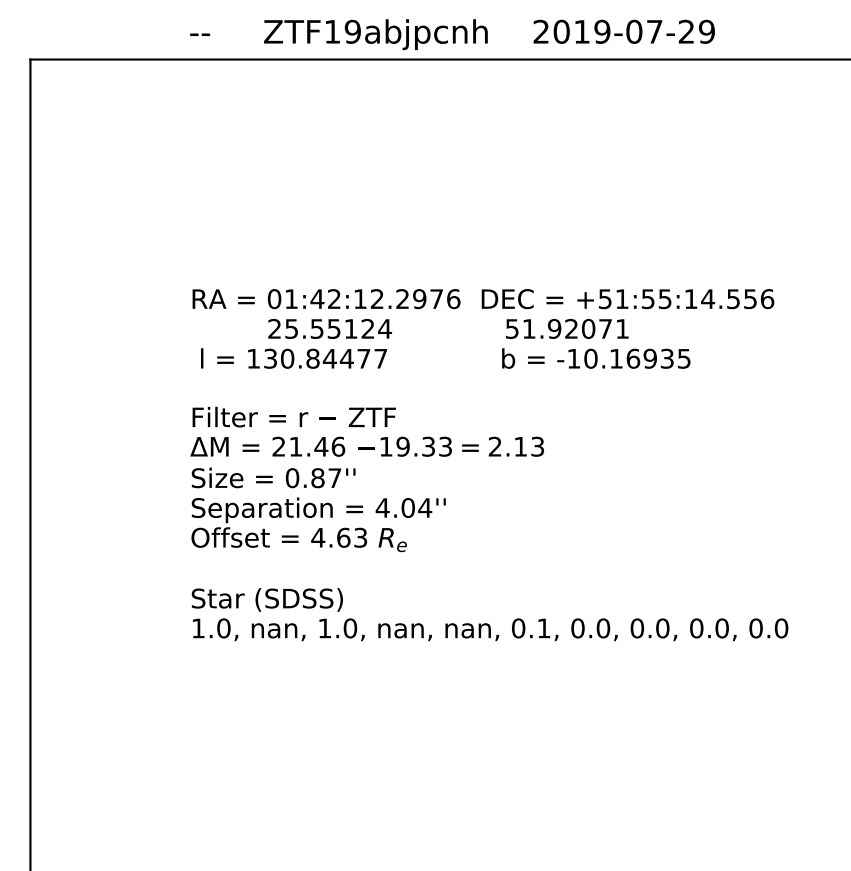 -- ZTF19abjpcnh 2019-07-29
RA = 01:42:12.2976 DEC = +51:55:14.556
25.55124 51.92071
l = 130.84477 b = -10.16935
Filter = r − ZTF
ΔM = 21.46 −19.33 = 2.13
Size = 0.87''
Separation = 4.04''
Offset = 4.63 Rₑ
Star (SDSS)
1.0, nan, 1.0, nan, nan, 0.1, 0.0, 0.0, 0.0, 0.0